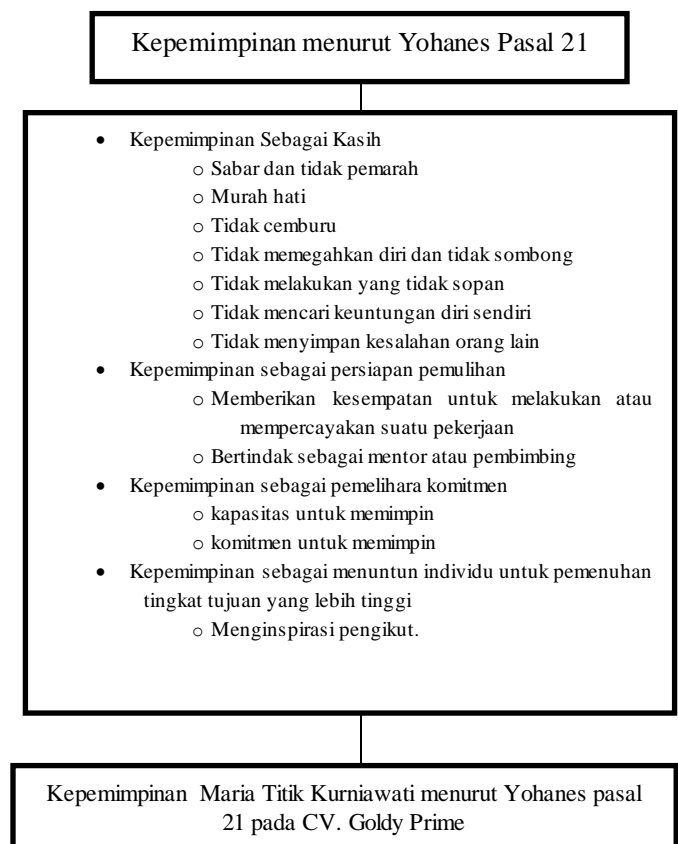 Kepemimpinan menurut Yohanes Pasal 21
• Kepemimpinan Sebagai Kasih
o Sabar dan tidak pemarah
o Murah hati
o Tidak cemburu
o Tidak memegahkan diri dan tidak sombong
o Tidak melakukan yang tidak sopan
o Tidak mencari keuntungan diri sendiri
o Tidak menyimpan kesalahan orang lain
• Kepemimpinan sebagai persiapan pemulihan
o Memberikan kesempatan untuk melakukan atau
mempercayakan suatu pekerjaan
o Bertindak sebagai mentor atau pembimbing
• Kepemimpinan sebagai pemelihara komitmen
o kapasitas untuk memimpin
o komitmen untuk memimpin
• Kepemimpinan sebagai menuntun individu untuk pemenuhan
tingkat tujuan yang lebih tinggi
o Menginspirasi pengikut.
Kepemimpinan Maria Titik Kurniawati menurut Yohanes pasal
21 pada CV. Goldy Prime